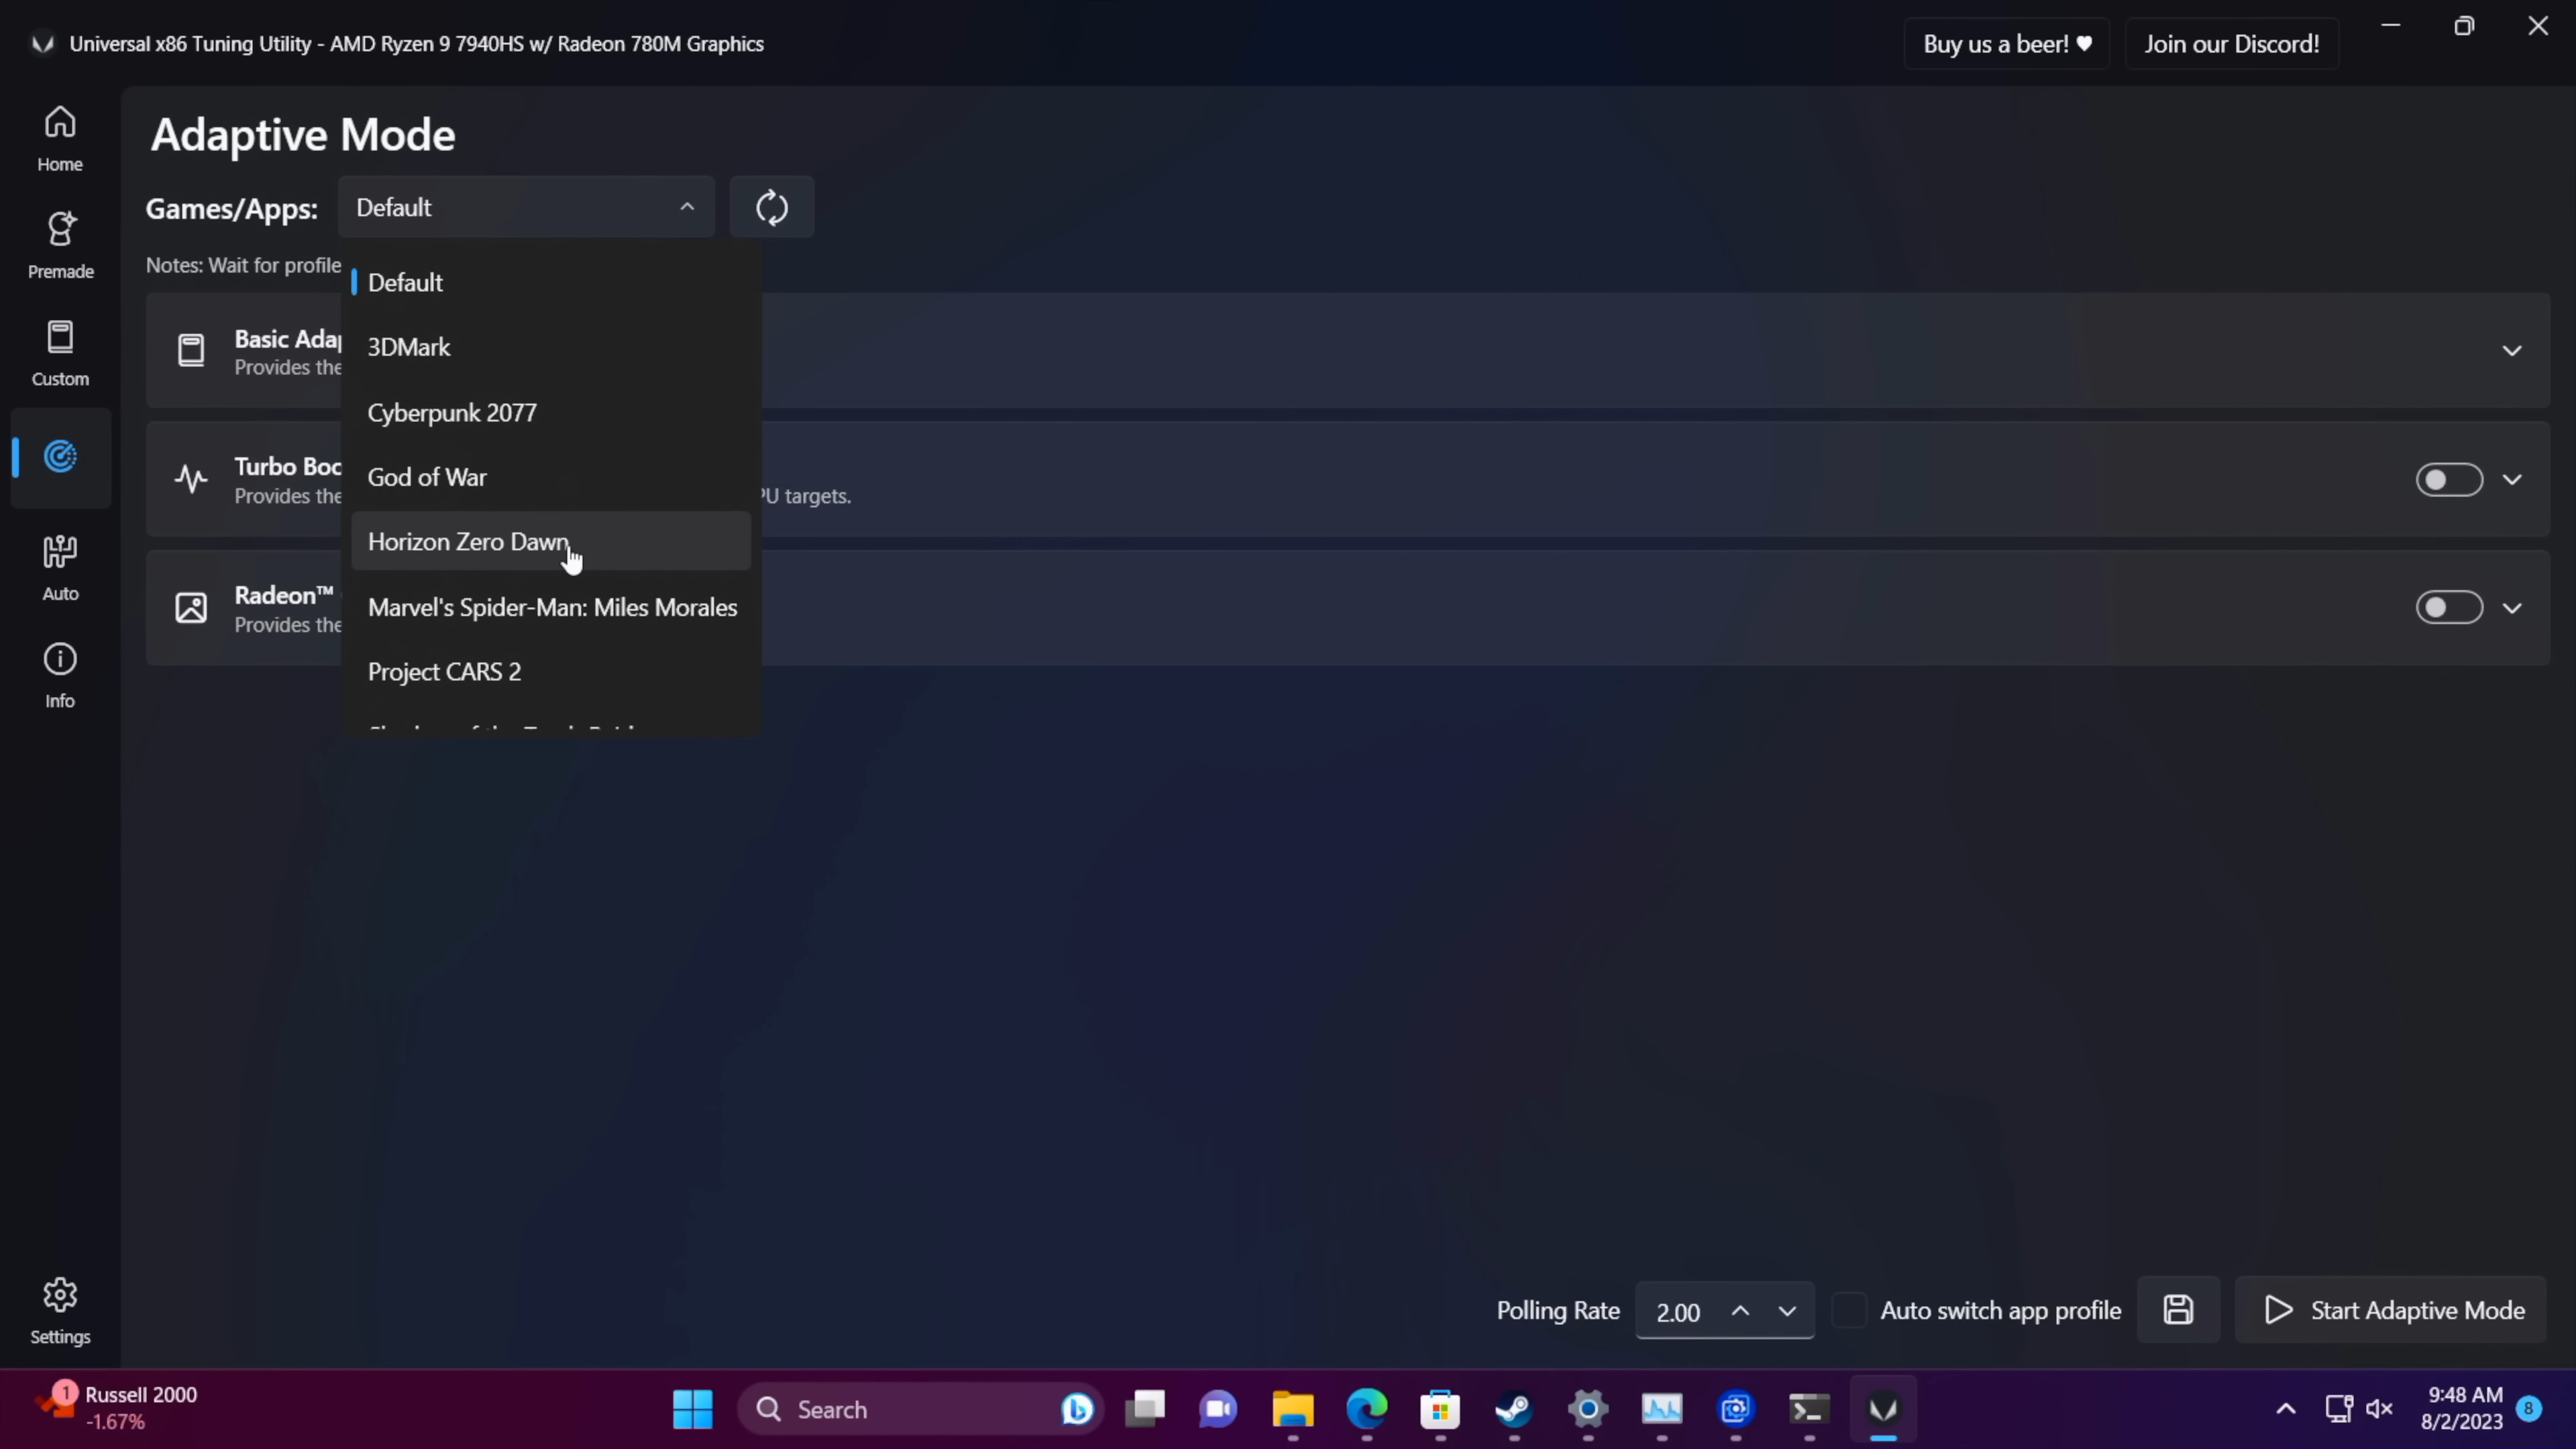 Universal x86 Tuning Utility - AMD Ryzen 9 7940HS w/ Radeon 780M Graphics
Buy us a beer! ♥
Join our Discord!
Home
Premade
Custom
Auto
Info
Settings
Adaptive Mode
Games/Apps:
Default
Notes: Wait for profile
Default
3DMark
Cyberpunk 2077
God of War
Horizon Zero Dawn
Marvel's Spider-Man: Miles Morales
Project CARS 2
Basic Adap
Provides the
Turbo Boo
Provides the
PU targets.
Radeon™
Provides the
Polling Rate
2.00
Auto switch app profile
Start Adaptive Mode
1
Russell 2000
-1.67%
Search
9:48 AM
8/2/2023
8